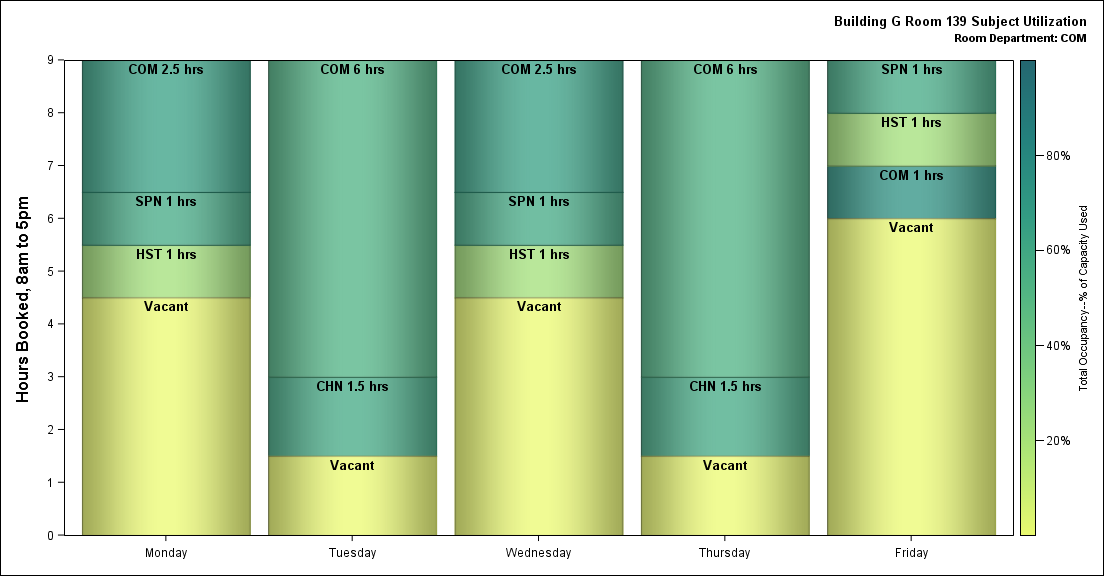 Building G Room 139 Subject Utilization
Room Department: COM
Hours Booked, 8am to 5pm
9
8
7
6
5
4
3
2
1
0
COM 2.5 hrs
SPN 1 hrs
HST 1 hrs
Vacant
Monday
COM 6 hrs
CHN 1.5 hrs
Vacant
Tuesday
COM 2.5 hrs
SPN 1 hrs
HST 1 hrs
Vacant
Wednesday
COM 6 hrs
CHN 1.5 hrs
Vacant
Thursday
SPN 1 hrs
HST 1 hrs
COM 1 hrs
Vacant
Friday
80%
60%
40%
20%
Total Occupancy--% of Capacity Used